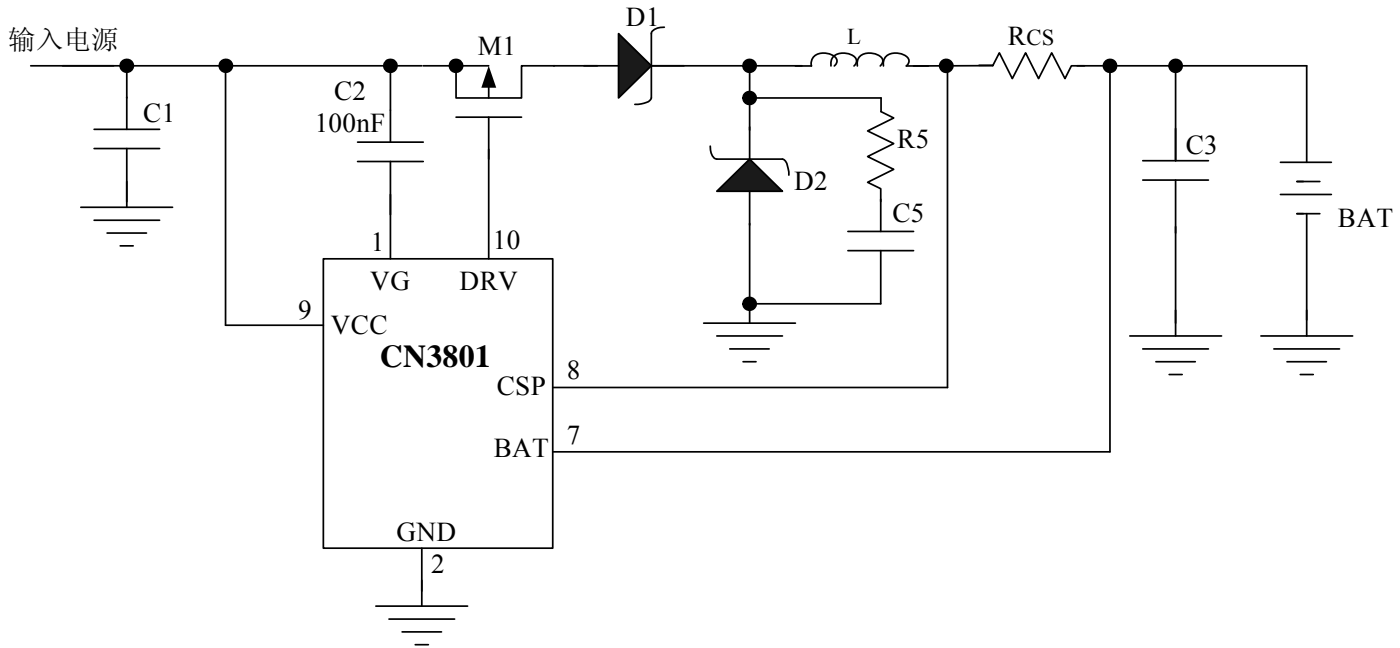 输入电源
D1
M1
L
RCS
C2
100nF
C1
R5
C3
D2
C5
BAT
1
10
VG
DRV
9
VCC
CN3801
8
CSP
7
BAT
GND
2